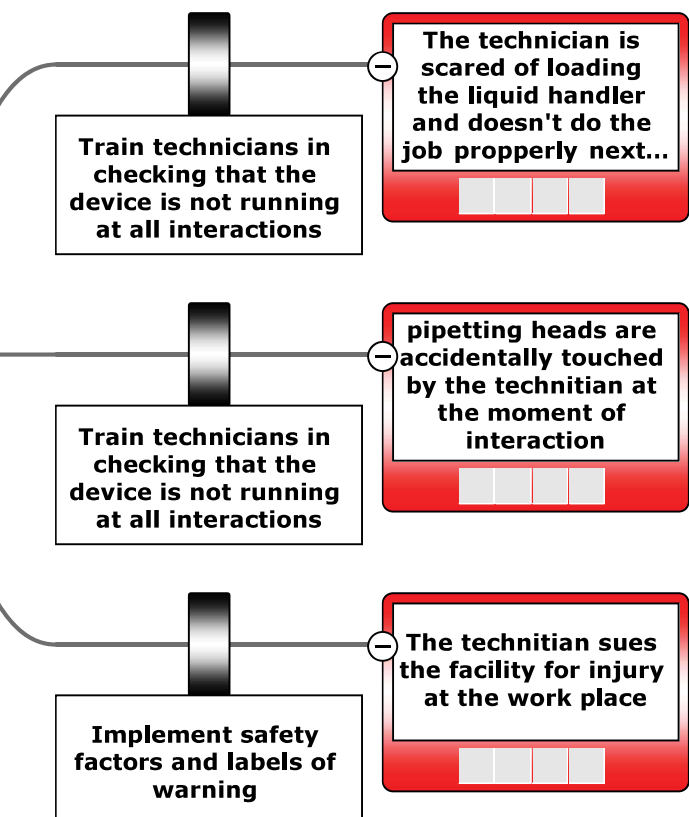 The technician is
scared of loading
the liquid handler
and doesn't do the
job propperly next...
Train technicians in
checking that the
device is not running
at all interactions
pipetting heads are
accidentally touched
by the technitian at
the moment of
interaction
Train technicians in
checking that the
device is not running
at all interactions
The technitian sues
the facility for injury
at the work place
Implement safety
factors and labels of
warning